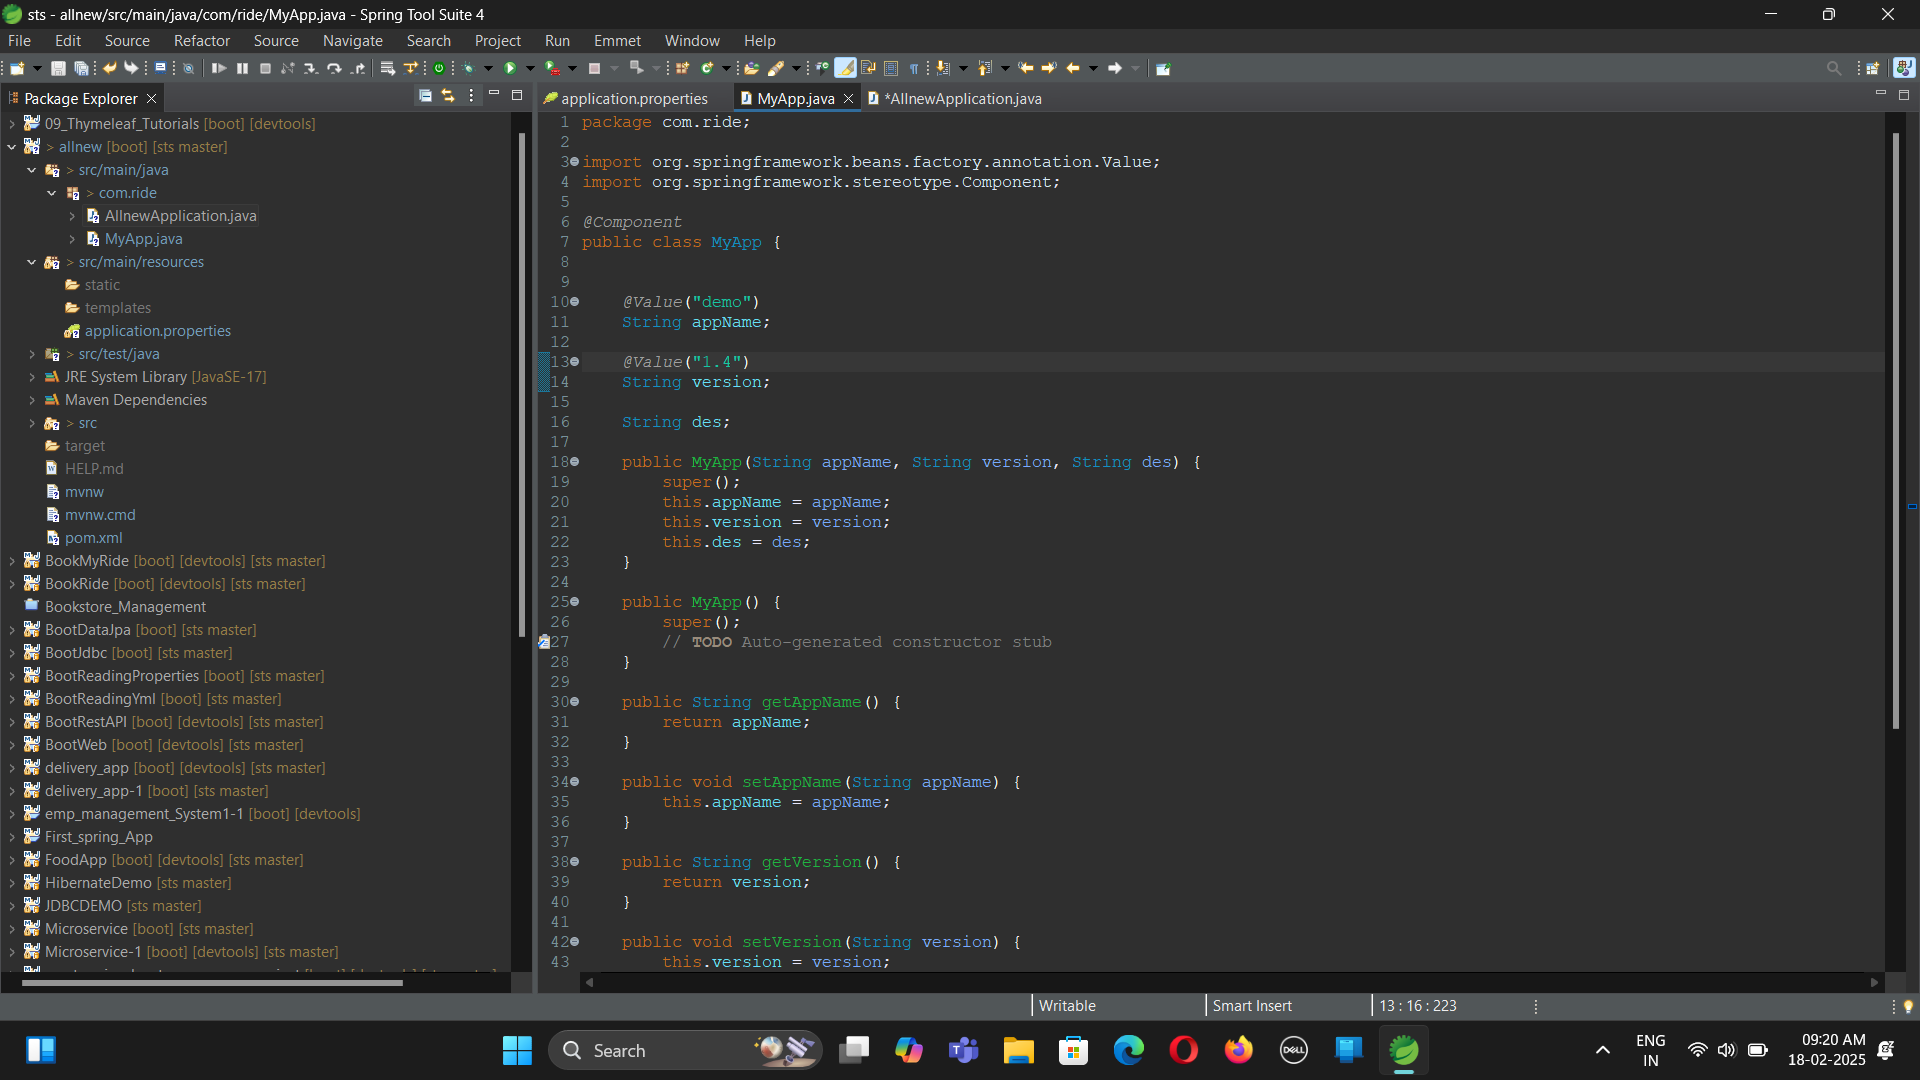 sts - allnew/src/main/java/com/ride/MyApp.java - Spring Tool Suite 4
File Edit Source Refactor Source Navigate Search Project Run Emmet Window Help
Package Explorer
application.properties MyApp.java *AllnewApplication.java
09_Thymeleaf_Tutorials [boot] [devtools]
> allnew [boot] [sts master]
> src/main/java
> com.ride
AllnewApplication.java
MyApp.java
> src/main/resources
static
templates
application.properties
> src/test/java
JRE System Library [JavaSE-17]
Maven Dependencies
> src
target
HELP.md
mvnw
mvnw.cmd
pom.xml
BookMyRide [boot] [devtools] [sts master]
BookRide [boot] [devtools] [sts master]
Bookstore_Management
BootDataJpa [boot] [sts master]
BootJdbc [boot] [sts master]
BootReadingProperties [boot] [sts master]
BootReadingYml [boot] [sts master]
BootRestAPI [boot] [devtools] [sts master]
BootWeb [boot] [devtools] [sts master]
delivery_app [boot] [devtools] [sts master]
delivery_app-1 [boot] [sts master]
emp_management_System1-1 [boot] [devtools]
First_spring_App
FoodApp [boot] [devtools] [sts master]
HibernateDemo [sts master]
JDBCDEMO [sts master]
Microservice [boot] [sts master]
Microservice-1 [boot] [devtools] [sts master]
1 package com.ride;
2
3 import org.springframework.beans.factory.annotation.Value;
4 import org.springframework.stereotype.Component;
5
6 @Component
7 public class MyApp {
8
9
10 @Value("demo")
11 String appName;
12
13 @Value("1.4")
14 String version;
15
16 String des;
17
18 public MyApp(String appName, String version, String des) {
19 super();
20 this.appName = appName;
21 this.version = version;
22 this.des = des;
23 }
24
25 public MyApp() {
26 super();
27 // TODO Auto-generated constructor stub
28 }
29
30 public String getAppName() {
31 return appName;
32 }
33
34 public void setAppName(String appName) {
35 this.appName = appName;
36 }
37
38 public String getVersion() {
39 return version;
40 }
41
42 public void setVersion(String version) {
43 this.version = version;
Writable Smart Insert 13 : 16 : 223
Search
DELL
ENG
IN
09:20 AM
18-02-2025